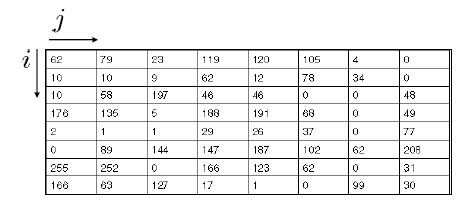 j
i
62 79 23 119 120 105 4 0
10 10 9 62 12 78 34 0
10 58 197 46 46 0 0 48
176 135 5 188 191 68 0 49
2 1 1 29 26 37 0 77
0 89 144 147 187 102 62 208
255 252 0 166 123 62 0 31
166 63 127 17 1 0 99 30